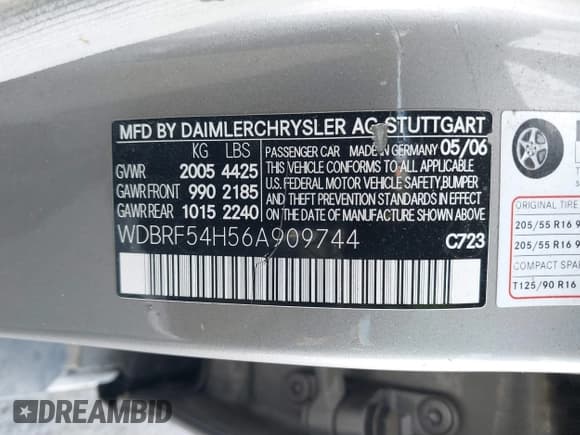 MFD BY DAIMLERCHRYSLER AG STUTTGART
KG LBS
GVWR 2005 4425
GAWR FRONT 990 2185
GAWR REAR 1015 2240
PASSENGER CAR MADE IN GERMANY 05/06
THIS VEHICLE CONFORMS TO ALL APPLICABLE
U.S. FEDERAL MOTOR VEHICLE SAFETY, BUMPER
AND THEFT PREVENTION STANDARDS IN EFFECT
ON THE DATE OF MANUFACTURE SHOWN ABOVE.
WDBRF54H56A909744 C723
ORIGINAL TIRE
205/55 R16 9
205/55 R16 9
COMPACT SPA
T125/90 R16
DREAMBID